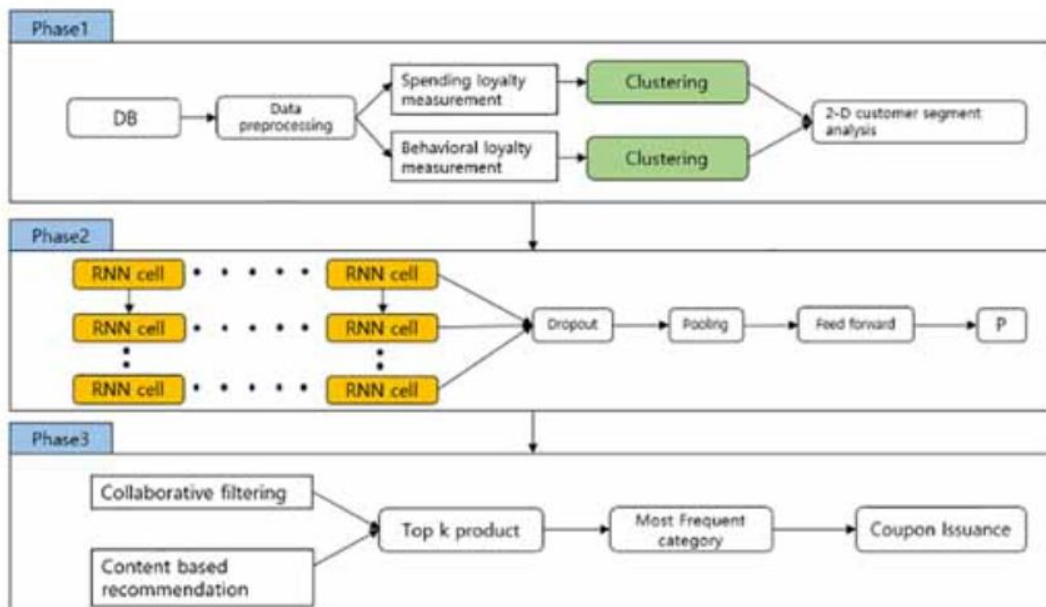 Phase1
DB
Data
preprocessing
Spending loyalty
measurement
Behavioral loyalty
measurement
Clustering
Clustering
2-D customer segment
analysis
Phase2
RNN cell
RNN cell
RNN cell
RNN cell
RNN cell
RNN cell
Dropout
Pooling
Feed forward
P
Phase3
Collaborative filtering
Content based
recommendation
Top k product
Most Frequent
category
Coupon Issuance